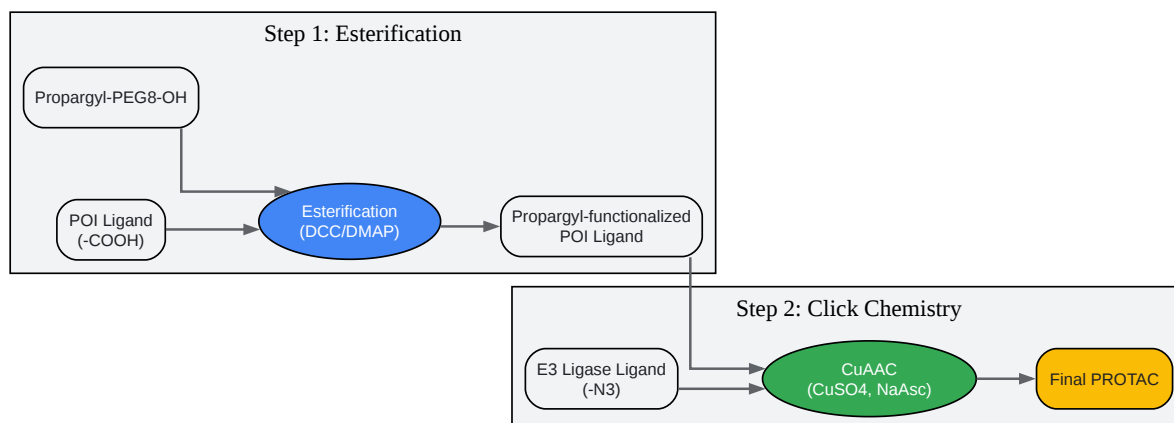 Step 1: Esterification
Propargyl-PEG8-OH
POI Ligand
(-COOH)
Esterification
(DCC/DMAP)
Propargyl-functionalized
POI Ligand
Step 2: Click Chemistry
E3 Ligase Ligand
(-N3)
CuAAC
(CuSO4, NaAsc)
Final PROTAC